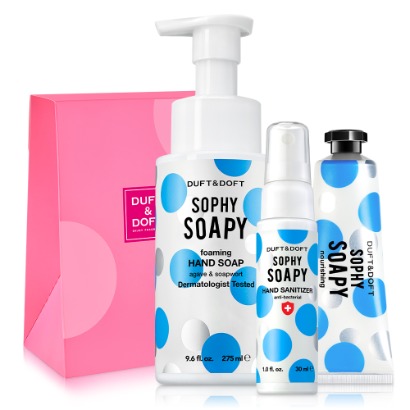 DUFT
&
DOFT
DUFT & DOFT
SOPHY
SOAPY
foaming
HAND SOAP
agave & soapwort
Dermatologist Tested
9.6 fl. oz. 275 ml ℮
DUFT & DOFT
SOPHY
SOAPY
HAND SANITIZER
anti-bacterial
1.0 fl. oz. 30 ml ℮
DUFT & DOFT
SOPHY
SOAPY
nourishing